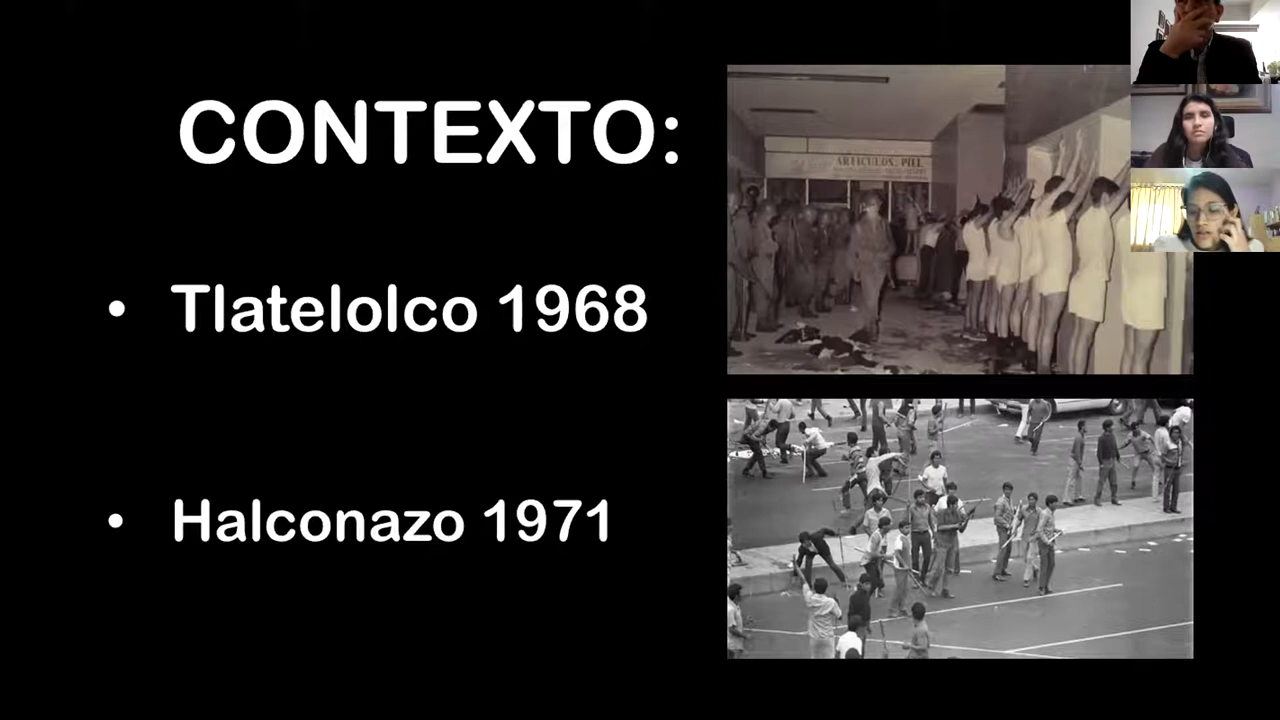 CONTEXTO:
• Tlatelolco 1968
• Halconazo 1971
ARTICULOS, PIEL